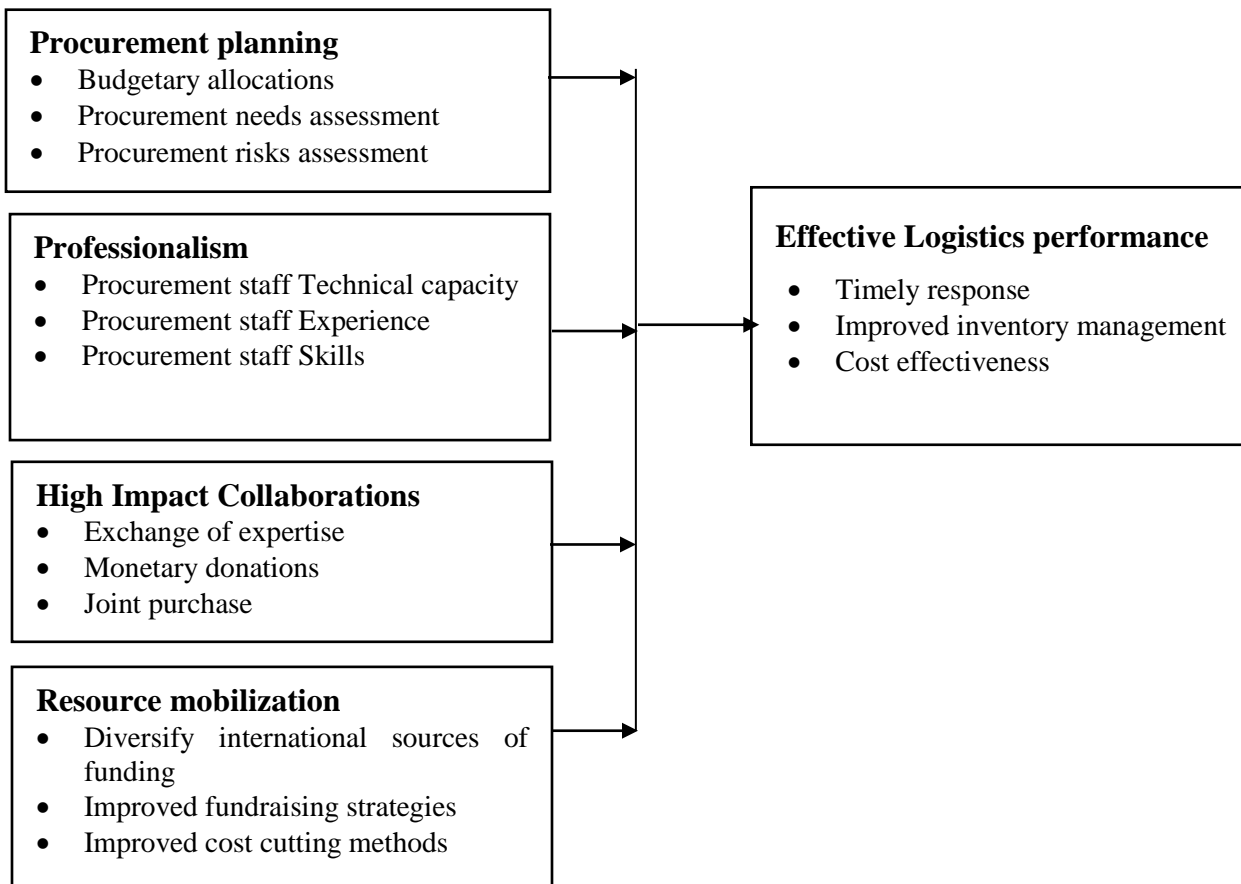 Procurement planning
• Budgetary allocations
• Procurement needs assessment
• Procurement risks assessment
Professionalism
• Procurement staff Technical capacity
• Procurement staff Experience
• Procurement staff Skills
High Impact Collaborations
• Exchange of expertise
• Monetary donations
• Joint purchase
Resource mobilization
• Diversify international sources of
funding
• Improved fundraising strategies
• Improved cost cutting methods
Effective Logistics performance
• Timely response
• Improved inventory management
• Cost effectiveness